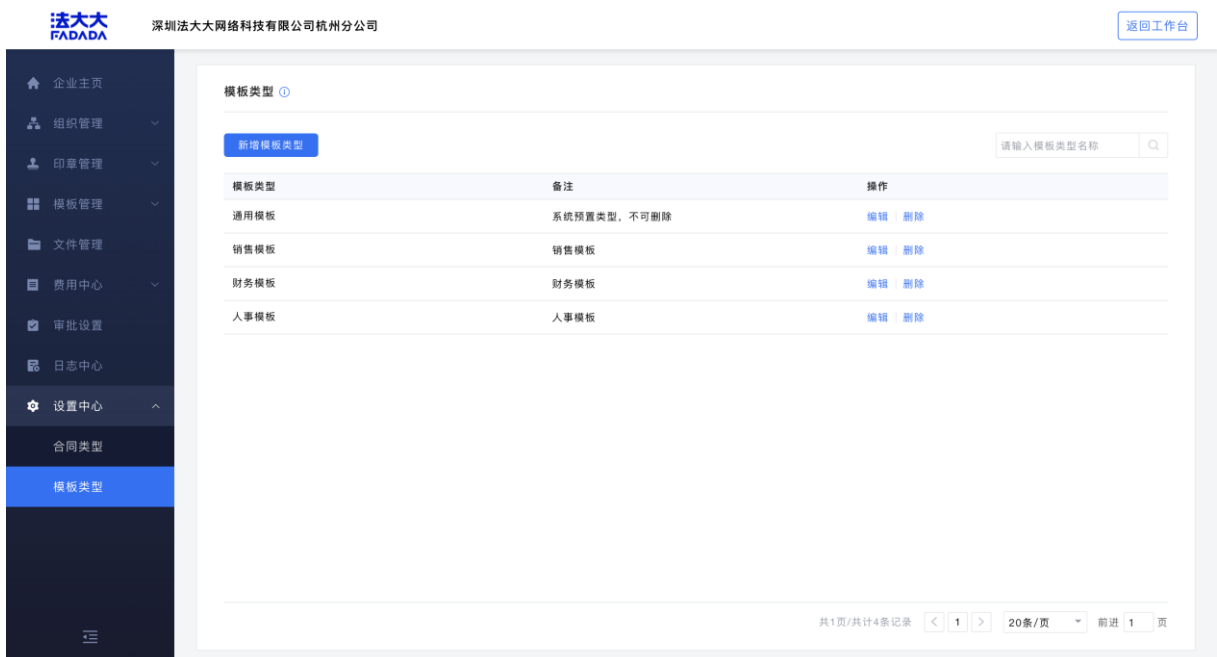 法大大
FADADA
深圳法大大网络科技有限公司杭州分公司
返回工作台
企业主页
组织管理
印章管理
模板管理
文件管理
费用中心
审批设置
日志中心
设置中心
合同类型
模板类型
模板类型
新增模板类型
请输入模板类型名称
模板类型 备注 操作
通用模板 系统预置类型，不可删除 编辑 删除
销售模板 销售模板 编辑 删除
财务模板 财务模板 编辑 删除
人事模板 人事模板 编辑 删除
共1页/共计4条记录 < 1 > 20条/页 前进 1 页